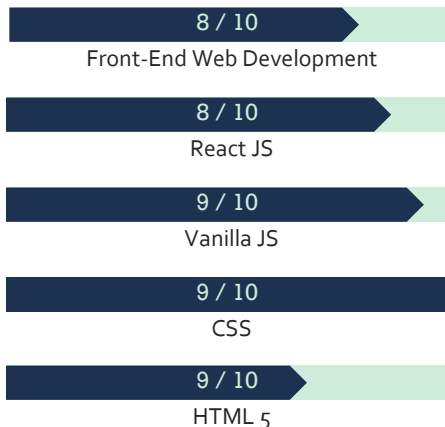 8 / 10
Front-End Web Development
8 / 10
React JS
9 / 10
Vanilla JS
9 / 10
CSS
9 / 10
HTML 5